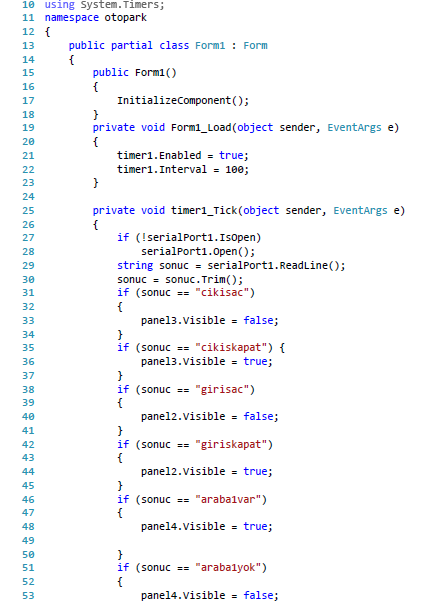 10 using System.Timers;
11 namespace otopark
12 {
13     public partial class Form1 : Form
14     {
15         public Form1()
16         {
17             InitializeComponent();
18         }
19         private void Form1_Load(object sender, EventArgs e)
20         {
21             timer1.Enabled = true;
22             timer1.Interval = 100;
23         }
24
25         private void timer1_Tick(object sender, EventArgs e)
26         {
27             if (!serialPort1.IsOpen)
28                 serialPort1.Open();
29             string sonuc = serialPort1.ReadLine();
30             sonuc = sonuc.Trim();
31             if (sonuc == "cikisac")
32             {
33                 panel3.Visible = false;
34             }
35             if (sonuc == "cikiskapat") {
36                 panel3.Visible = true;
37             }
38             if (sonuc == "girisac")
39             {
40                 panel2.Visible = false;
41             }
42             if (sonuc == "giriskapat")
43             {
44                 panel2.Visible = true;
45             }
46             if (sonuc == "araba1var")
47             {
48                 panel4.Visible = true;
49
50             }
51             if (sonuc == "araba1yok")
52             {
53                 panel4.Visible = false;